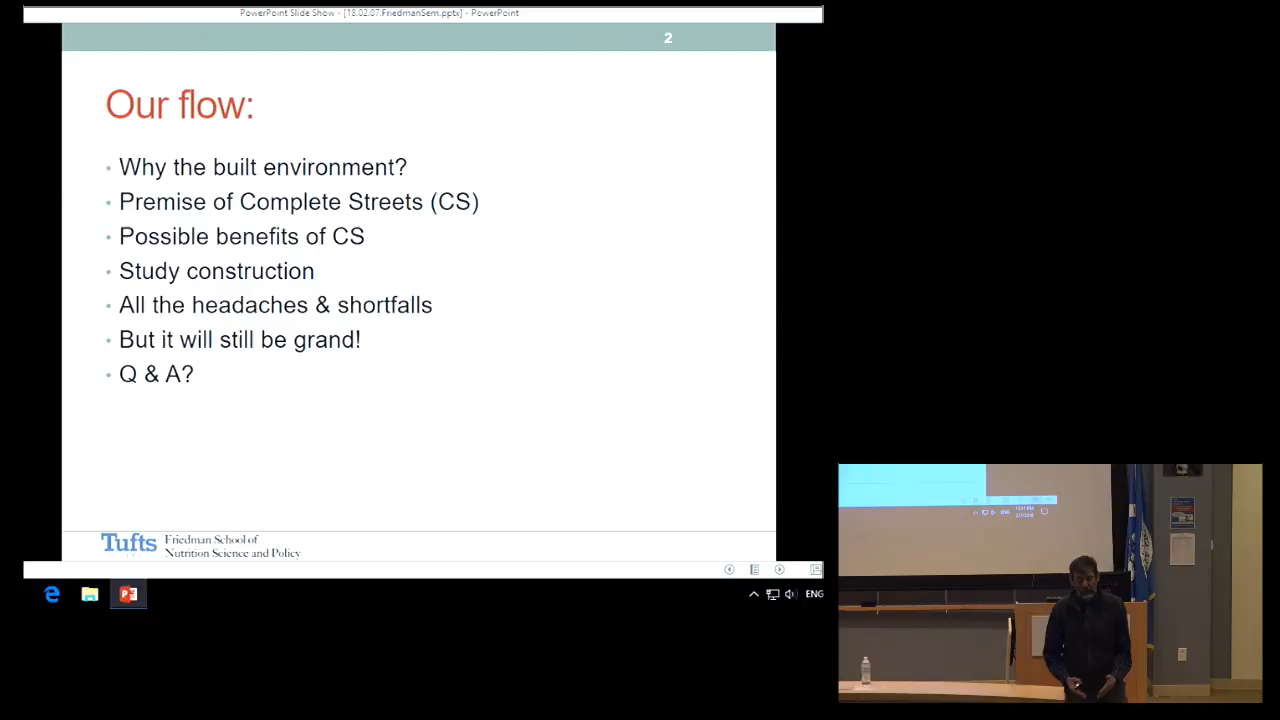 PowerPoint Slide Show - [18.02.07.FriedmanSem.pptx] - PowerPoint
2
Our flow:
• Why the built environment?
• Premise of Complete Streets (CS)
• Possible benefits of CS
• Study construction
• All the headaches & shortfalls
• But it will still be grand!
• Q & A?
Tufts
Friedman School of
Nutrition Science and Policy
ENG